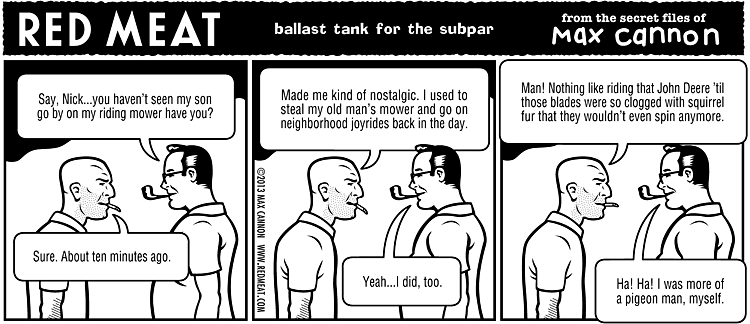 RED MEAT
ballast tank for the subpar
from the secret files of
Max cannon
Say, Nick...you haven't seen my son
go by on my riding mower have you?
Sure. About ten minutes ago.
©2013 MAX CANNON WWW.REDMEAT.COM
Made me kind of nostalgic. I used to
steal my old man's mower and go on
neighborhood joyrides back in the day.
Yeah...I did, too.
Man! Nothing like riding that John Deere 'til
those blades were so clogged with squirrel
fur that they wouldn't even spin anymore.
Ha! Ha! I was more of
a pigeon man, myself.